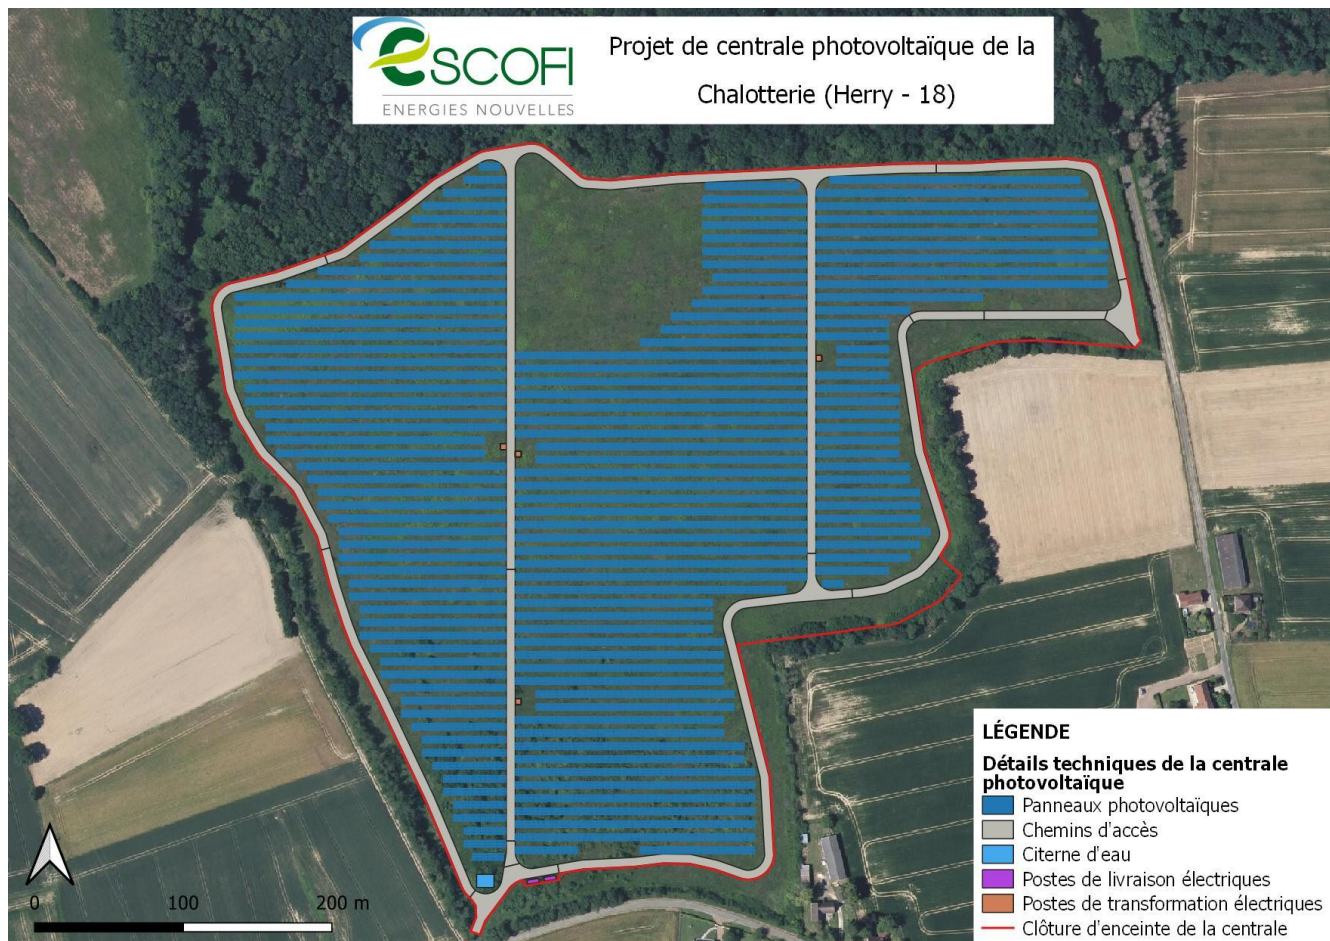 eSCOFI
ENERGIES NOUVELLES
Projet de centrale photovoltaïque de la
Chalotterie (Herry - 18)
LÉGENDE
Détails techniques de la centrale
photovoltaïque
Panneaux photovoltaïques
Chemins d'accès
Citerne d'eau
Postes de livraison électriques
Postes de transformation électriques
Clôture d'enceinte de la centrale
0 100 200 m